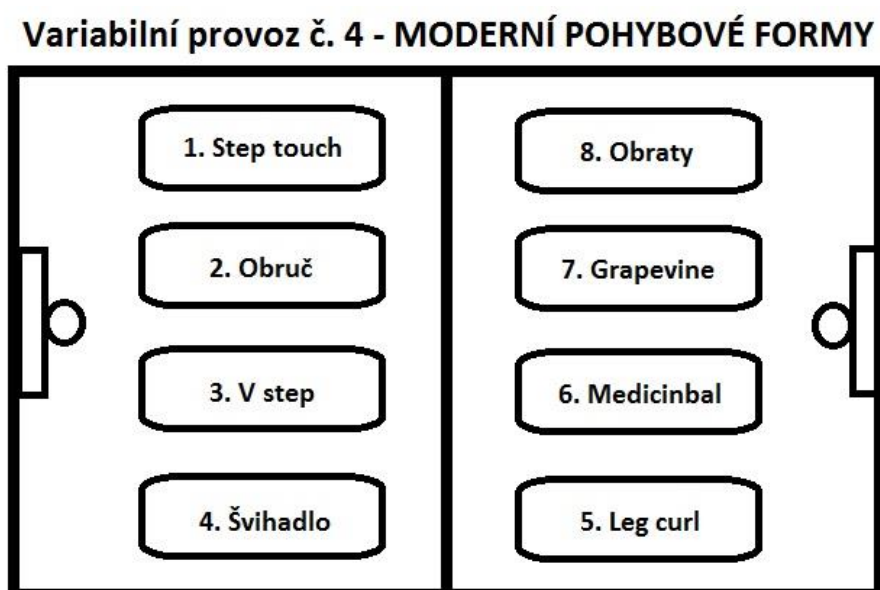 Variabilní provoz č. 4 - MODERNÍ POHYBOVÉ FORMY
1. Step touch
2. Obruč
3. V step
4. Švihadlo
8. Obraty
7. Grapevine
6. Medicinbal
5. Leg curl